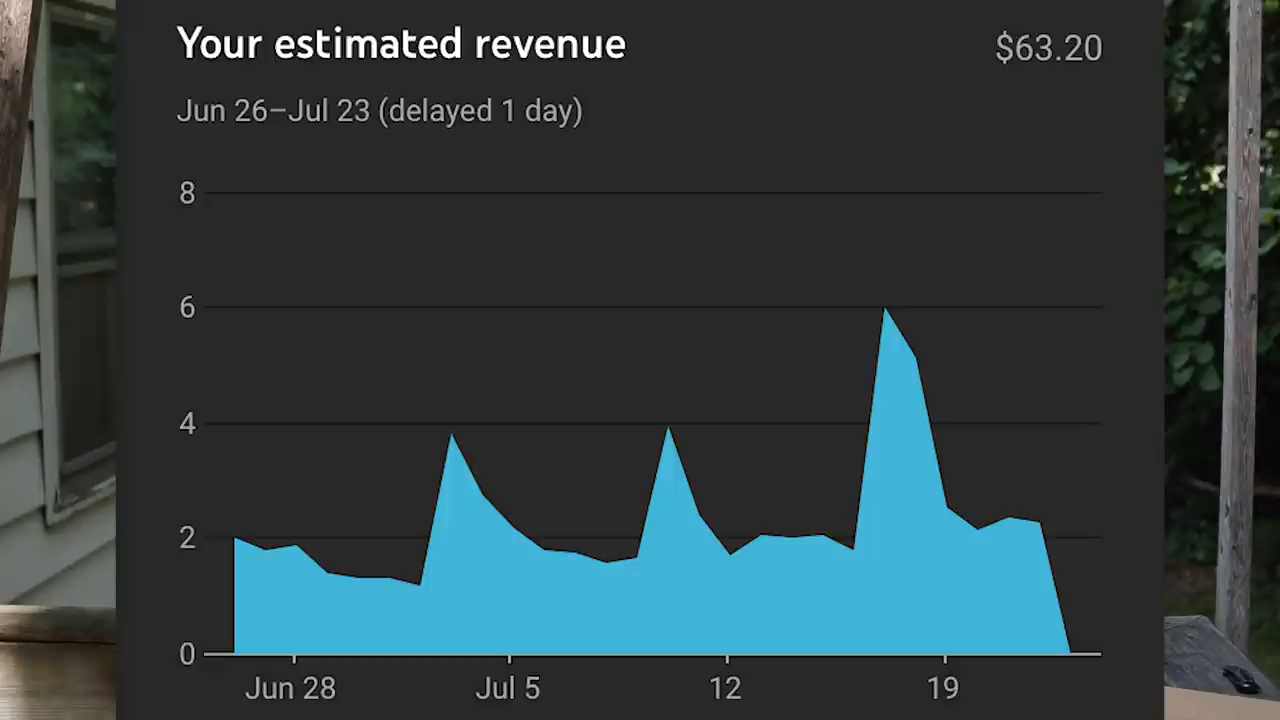 Your estimated revenue $63.20
Jun 26–Jul 23 (delayed 1 day)
8
6
4
2
0
Jun 28 Jul 5 12 19